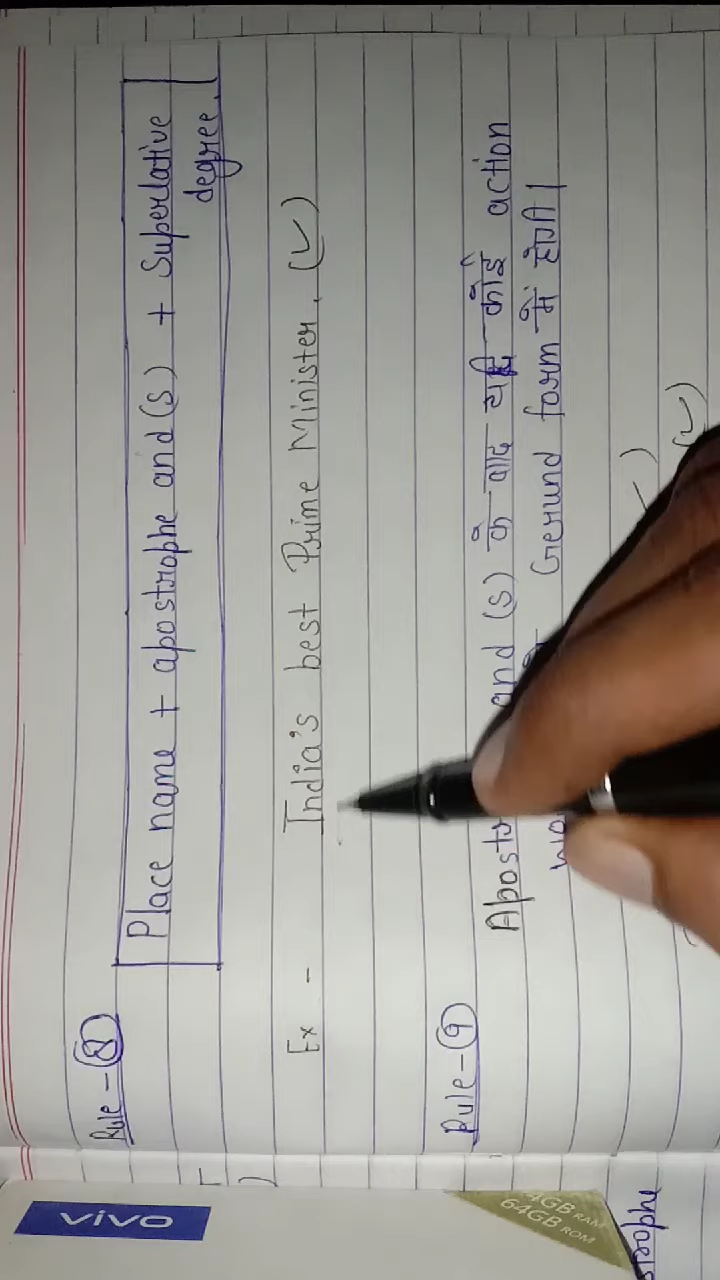 Rule - (8)
Place name + apostrophe and (s) + Superlative
degree.
Ex - India's best Prime Minister. (✓)
Rule - (9)
and (s) के बाद यदि कोई action
Gerund form में होगी।
vivo
4GB RAM
64GB ROM